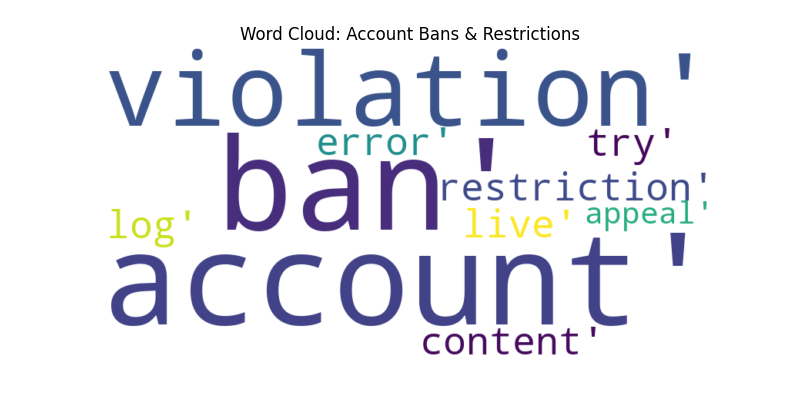 Word Cloud: Account Bans & Restrictions
violation'
error'
try'
ban'
restriction'
log'
live'
appeal'
account'
content'